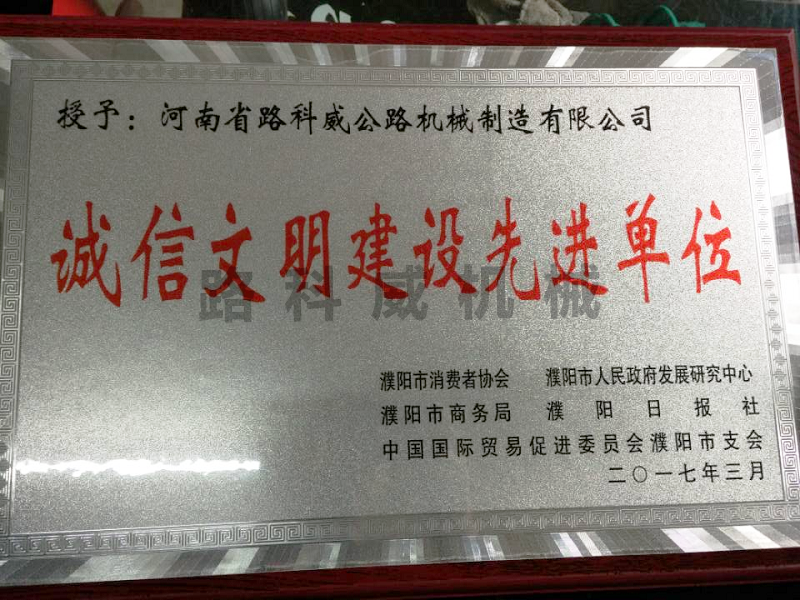 授予：河南省路科威公路机械制造有限公司
诚信文明建设先进单位
路科威机械
濮阳市消费者协会 濮阳市人民政府发展研究中心
濮阳市商务局 濮阳日报社
中国国际贸易促进委员会濮阳市支会
二〇一七年三月